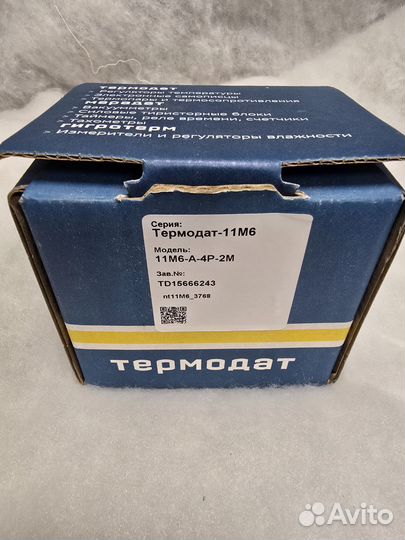 термодат
» Регуляторы температуры
» Электронные самописцы
» Термопары и термосопротивления
мерадат
» Вакуумметры
» Силовые тиристорные блоки
» Таймеры, реле времени, счетчики
» Тахометры
гигротерм
» Измерители и регуляторы влажности
Серия:
Термодат-11М6
Модель:
11М6-А-4Р-2М
Зав.№:
TD15666243
nt11M6_3768
термодат
Avito